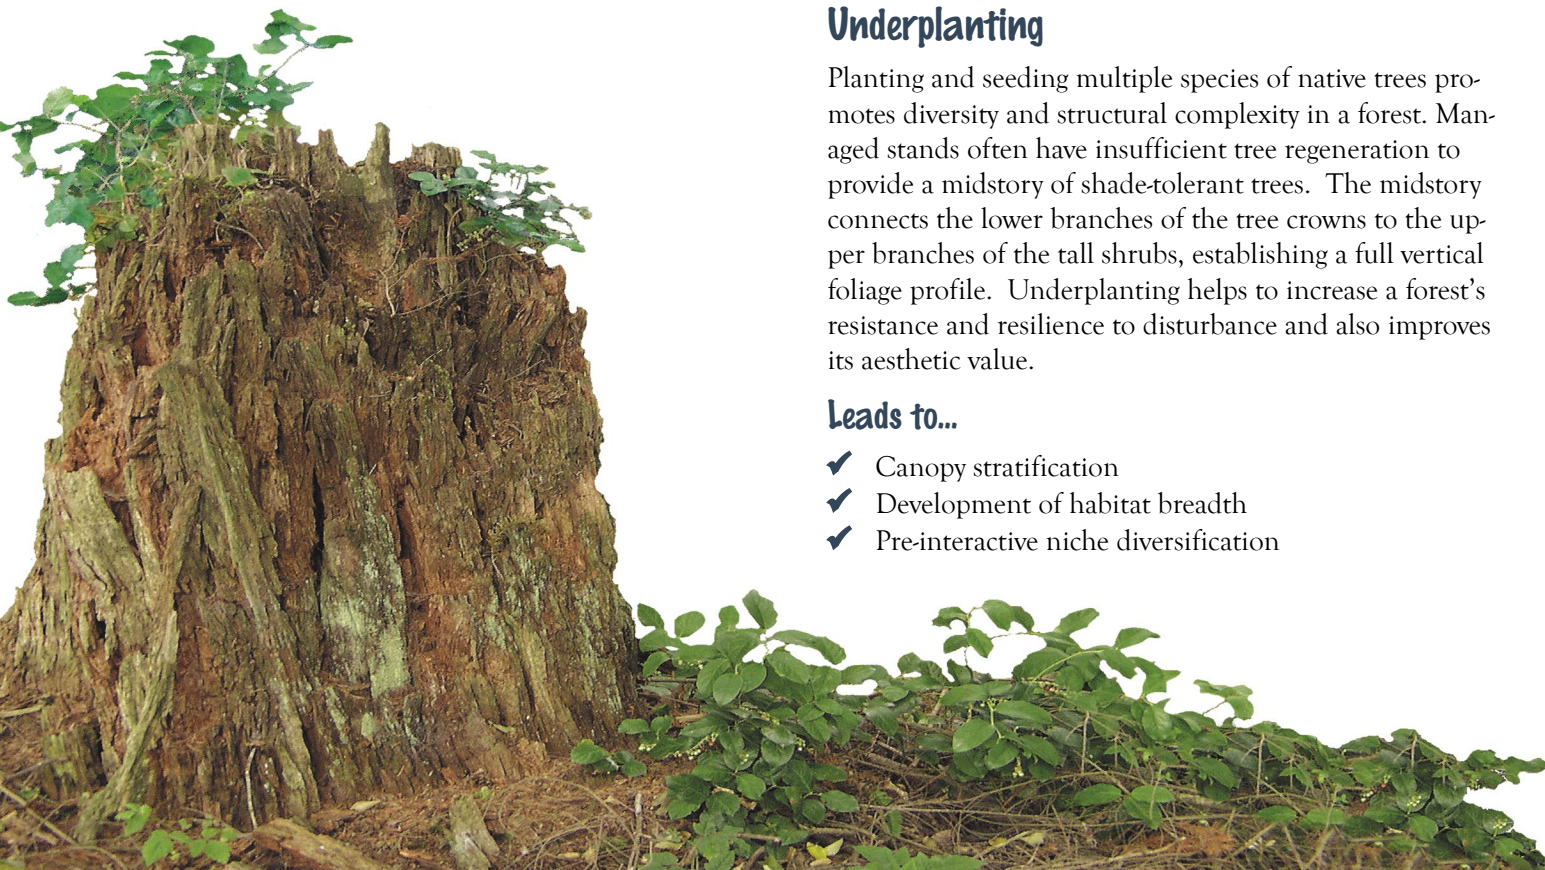 Underplanting
Planting and seeding multiple species of native trees pro-
motes diversity and structural complexity in a forest. Man-
aged stands often have insufficient tree regeneration to
provide a midstory of shade-tolerant trees.  The midstory
connects the lower branches of the tree crowns to the up-
per branches of the tall shrubs, establishing a full vertical
foliage profile.  Underplanting helps to increase a forest's
resistance and resilience to disturbance and also improves
its aesthetic value.
Leads to...
✔ Canopy stratification
✔ Development of habitat breadth
✔ Pre-interactive niche diversification